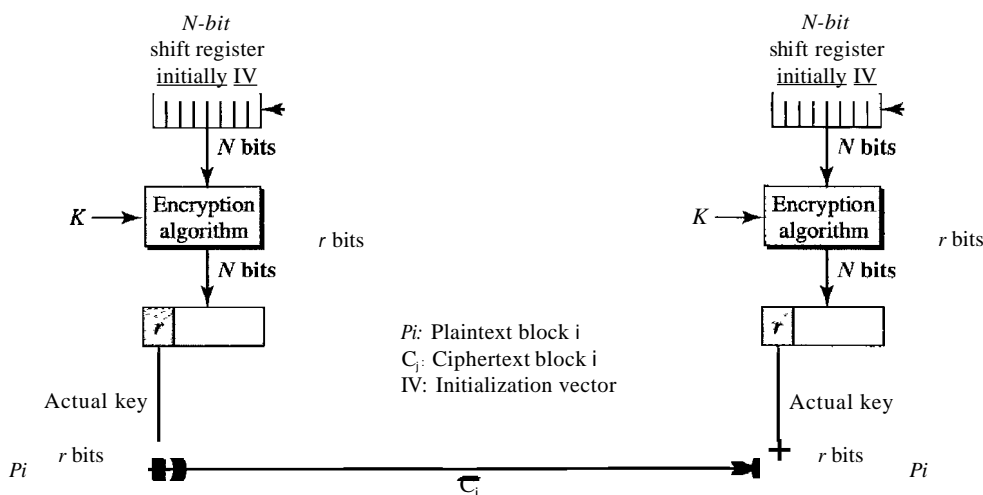 N-bit
shift register
initially IV
N bits
K
Encryption
algorithm
r bits
N bits
r
Actual key
Pi
r bits
Pi: Plaintext block i
Cj: Ciphertext block i
IV: Initialization vector
Ci
N-bit
shift register
initially IV
N bits
K
Encryption
algorithm
r bits
N bits
r
Actual key
r bits
Pi